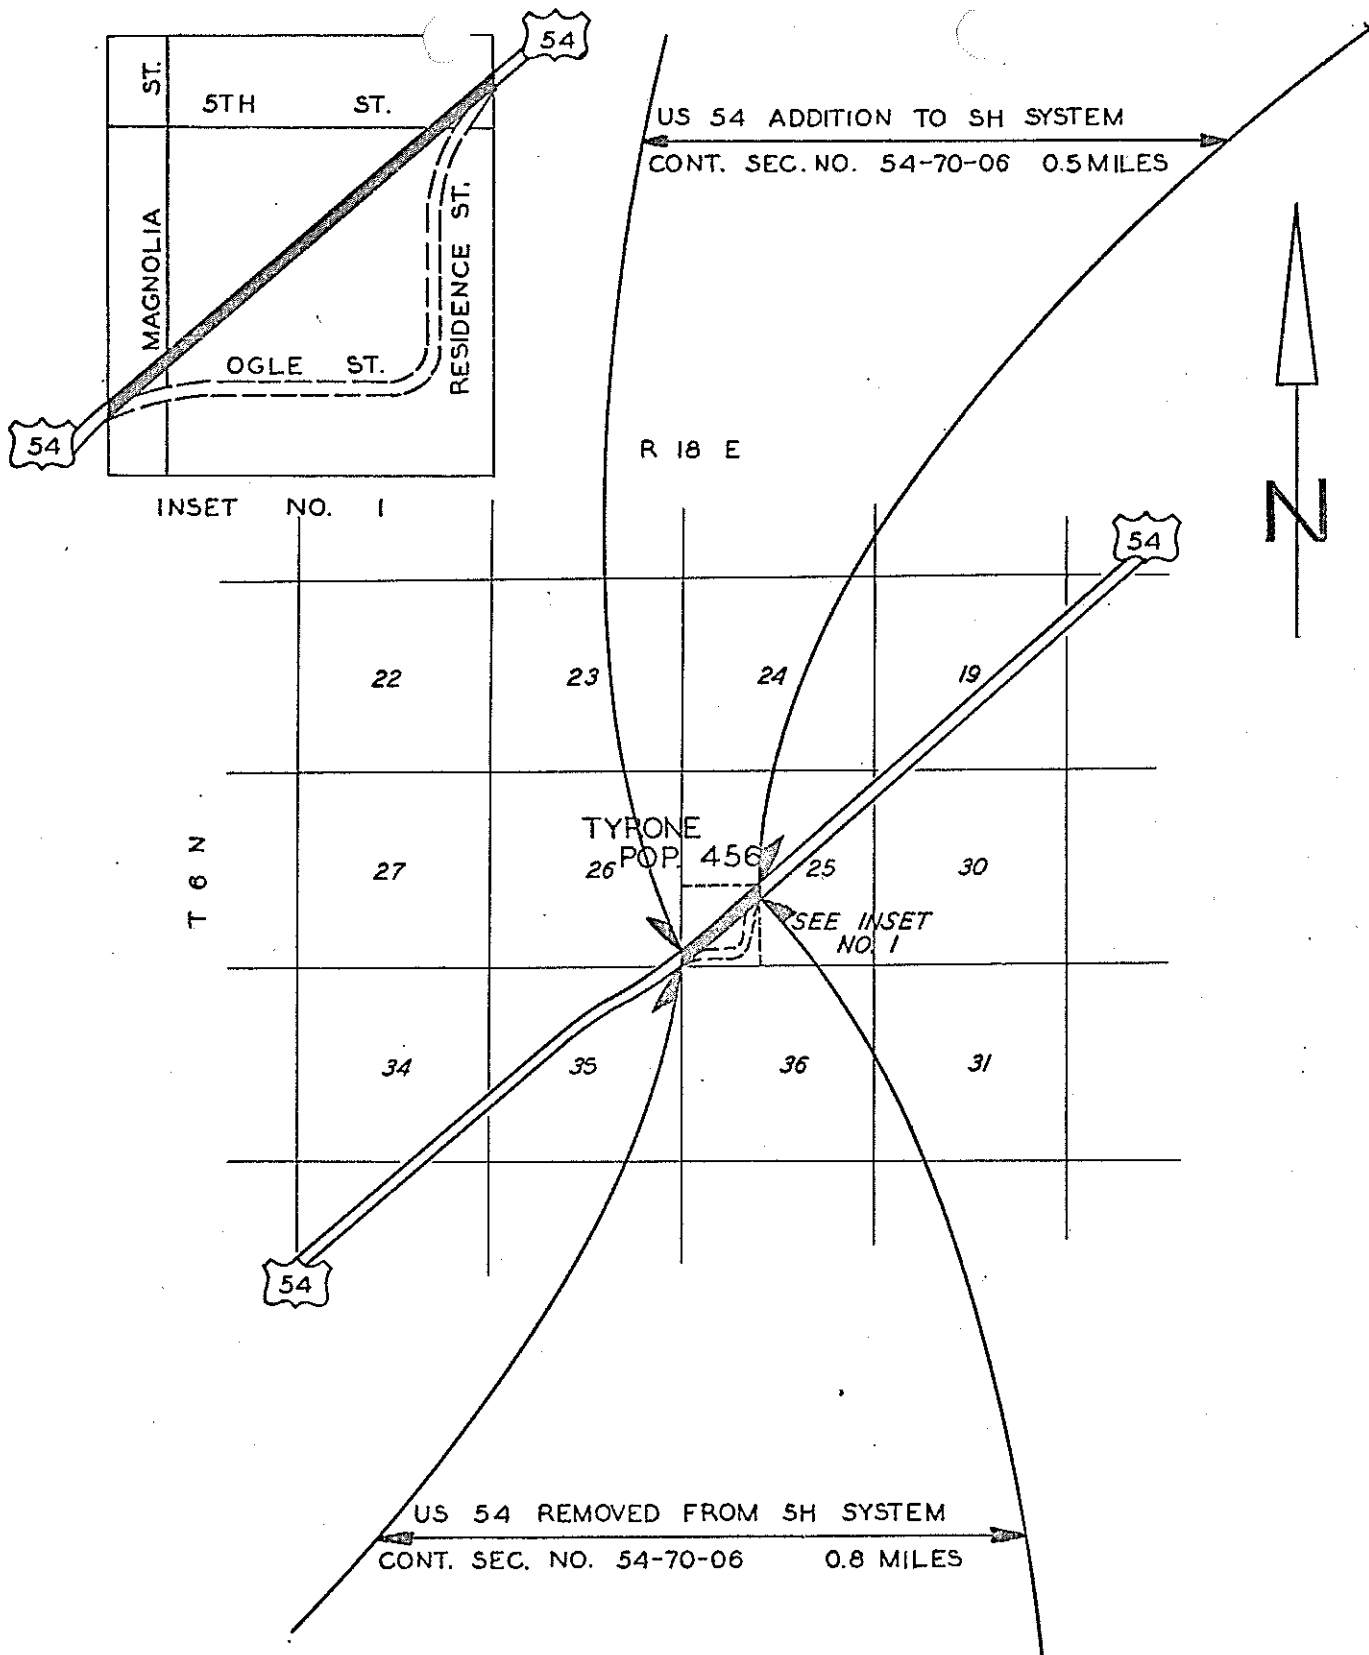 54
5TH ST.
MAGNOLIA ST.
RESIDENCE ST.
OGLE ST.
54
INSET NO. 1
US 54 ADDITION TO SH SYSTEM
CONT. SEC. NO. 54-70-06 0.5 MILES
N
R 18 E
54
22 23 24 19
T 6 N
TYRONE
POP. 456
27 26 25 30
SEE INSET
NO. 1
34 35 36 31
54
US 54 REMOVED FROM SH SYSTEM
CONT. SEC. NO. 54-70-06 0.8 MILES